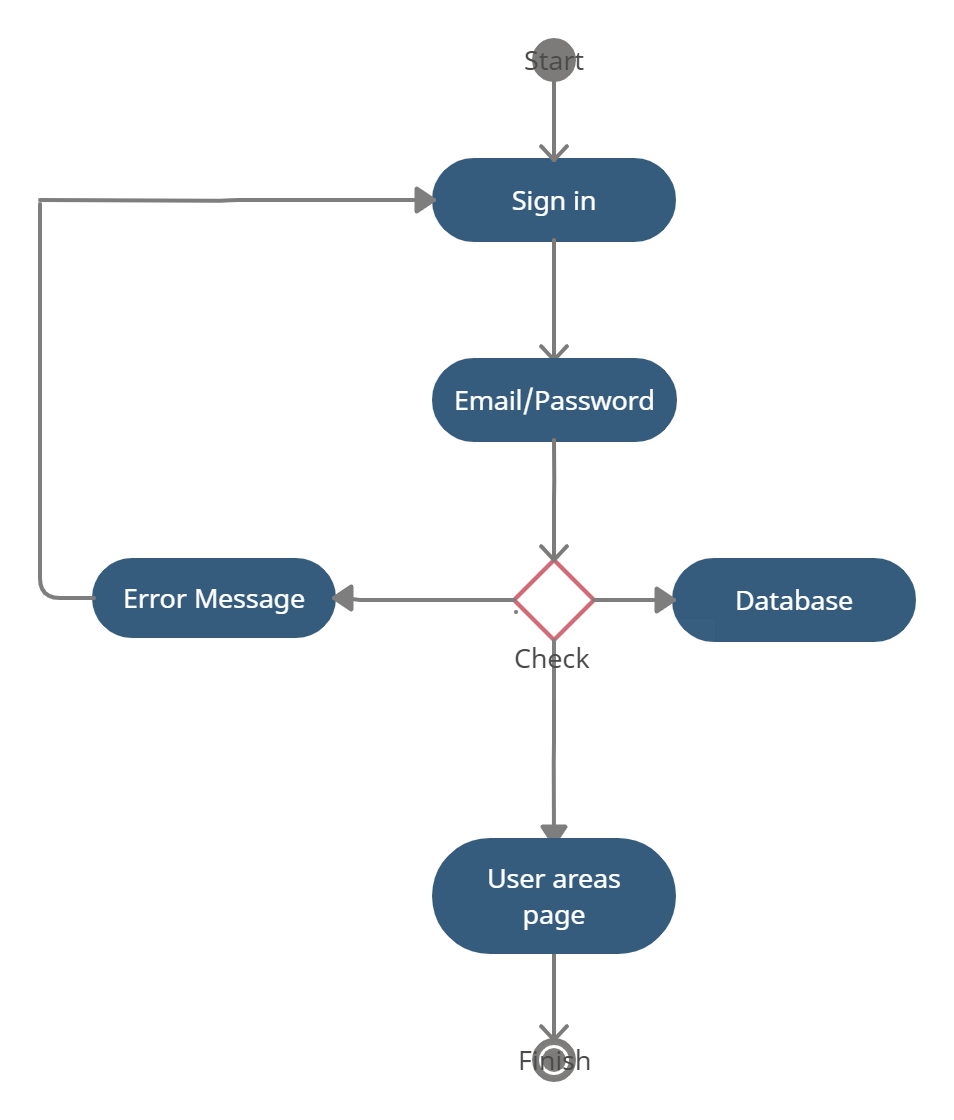 Start
Sign in
Email/Password
Error Message
Database
Check
User areas
page
Finish